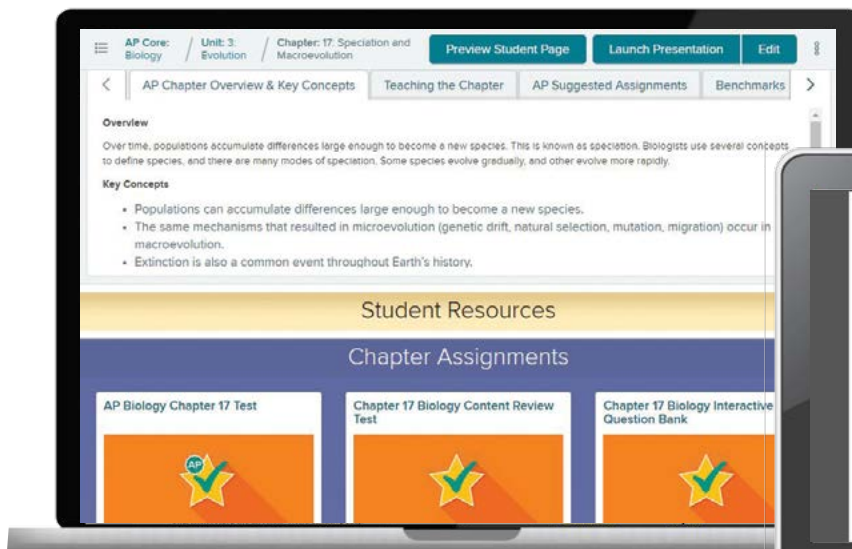 AP Core: Biology / Unit: 3: Evolution / Chapter: 17: Speciation and Macroevolution
Preview Student Page
Launch Presentation
Edit
AP Chapter Overview & Key Concepts
Teaching the Chapter
AP Suggested Assignments
Benchmarks
Overview
Over time, populations accumulate differences large enough to become a new species. This is known as speciation. Biologists use several concepts
to define species, and there are many modes of speciation. Some species evolve gradually, and other evolve more rapidly.
Key Concepts
• Populations can accumulate differences large enough to become a new species.
• The same mechanisms that resulted in microevolution (genetic drift, natural selection, mutation, migration) occur in
macroevolution.
• Extinction is also a common event throughout Earth's history.
Student Resources
Chapter Assignments
AP Biology Chapter 17 Test
Chapter 17 Biology Content Review
Test
Chapter 17 Biology Interactive
Question Bank
AP